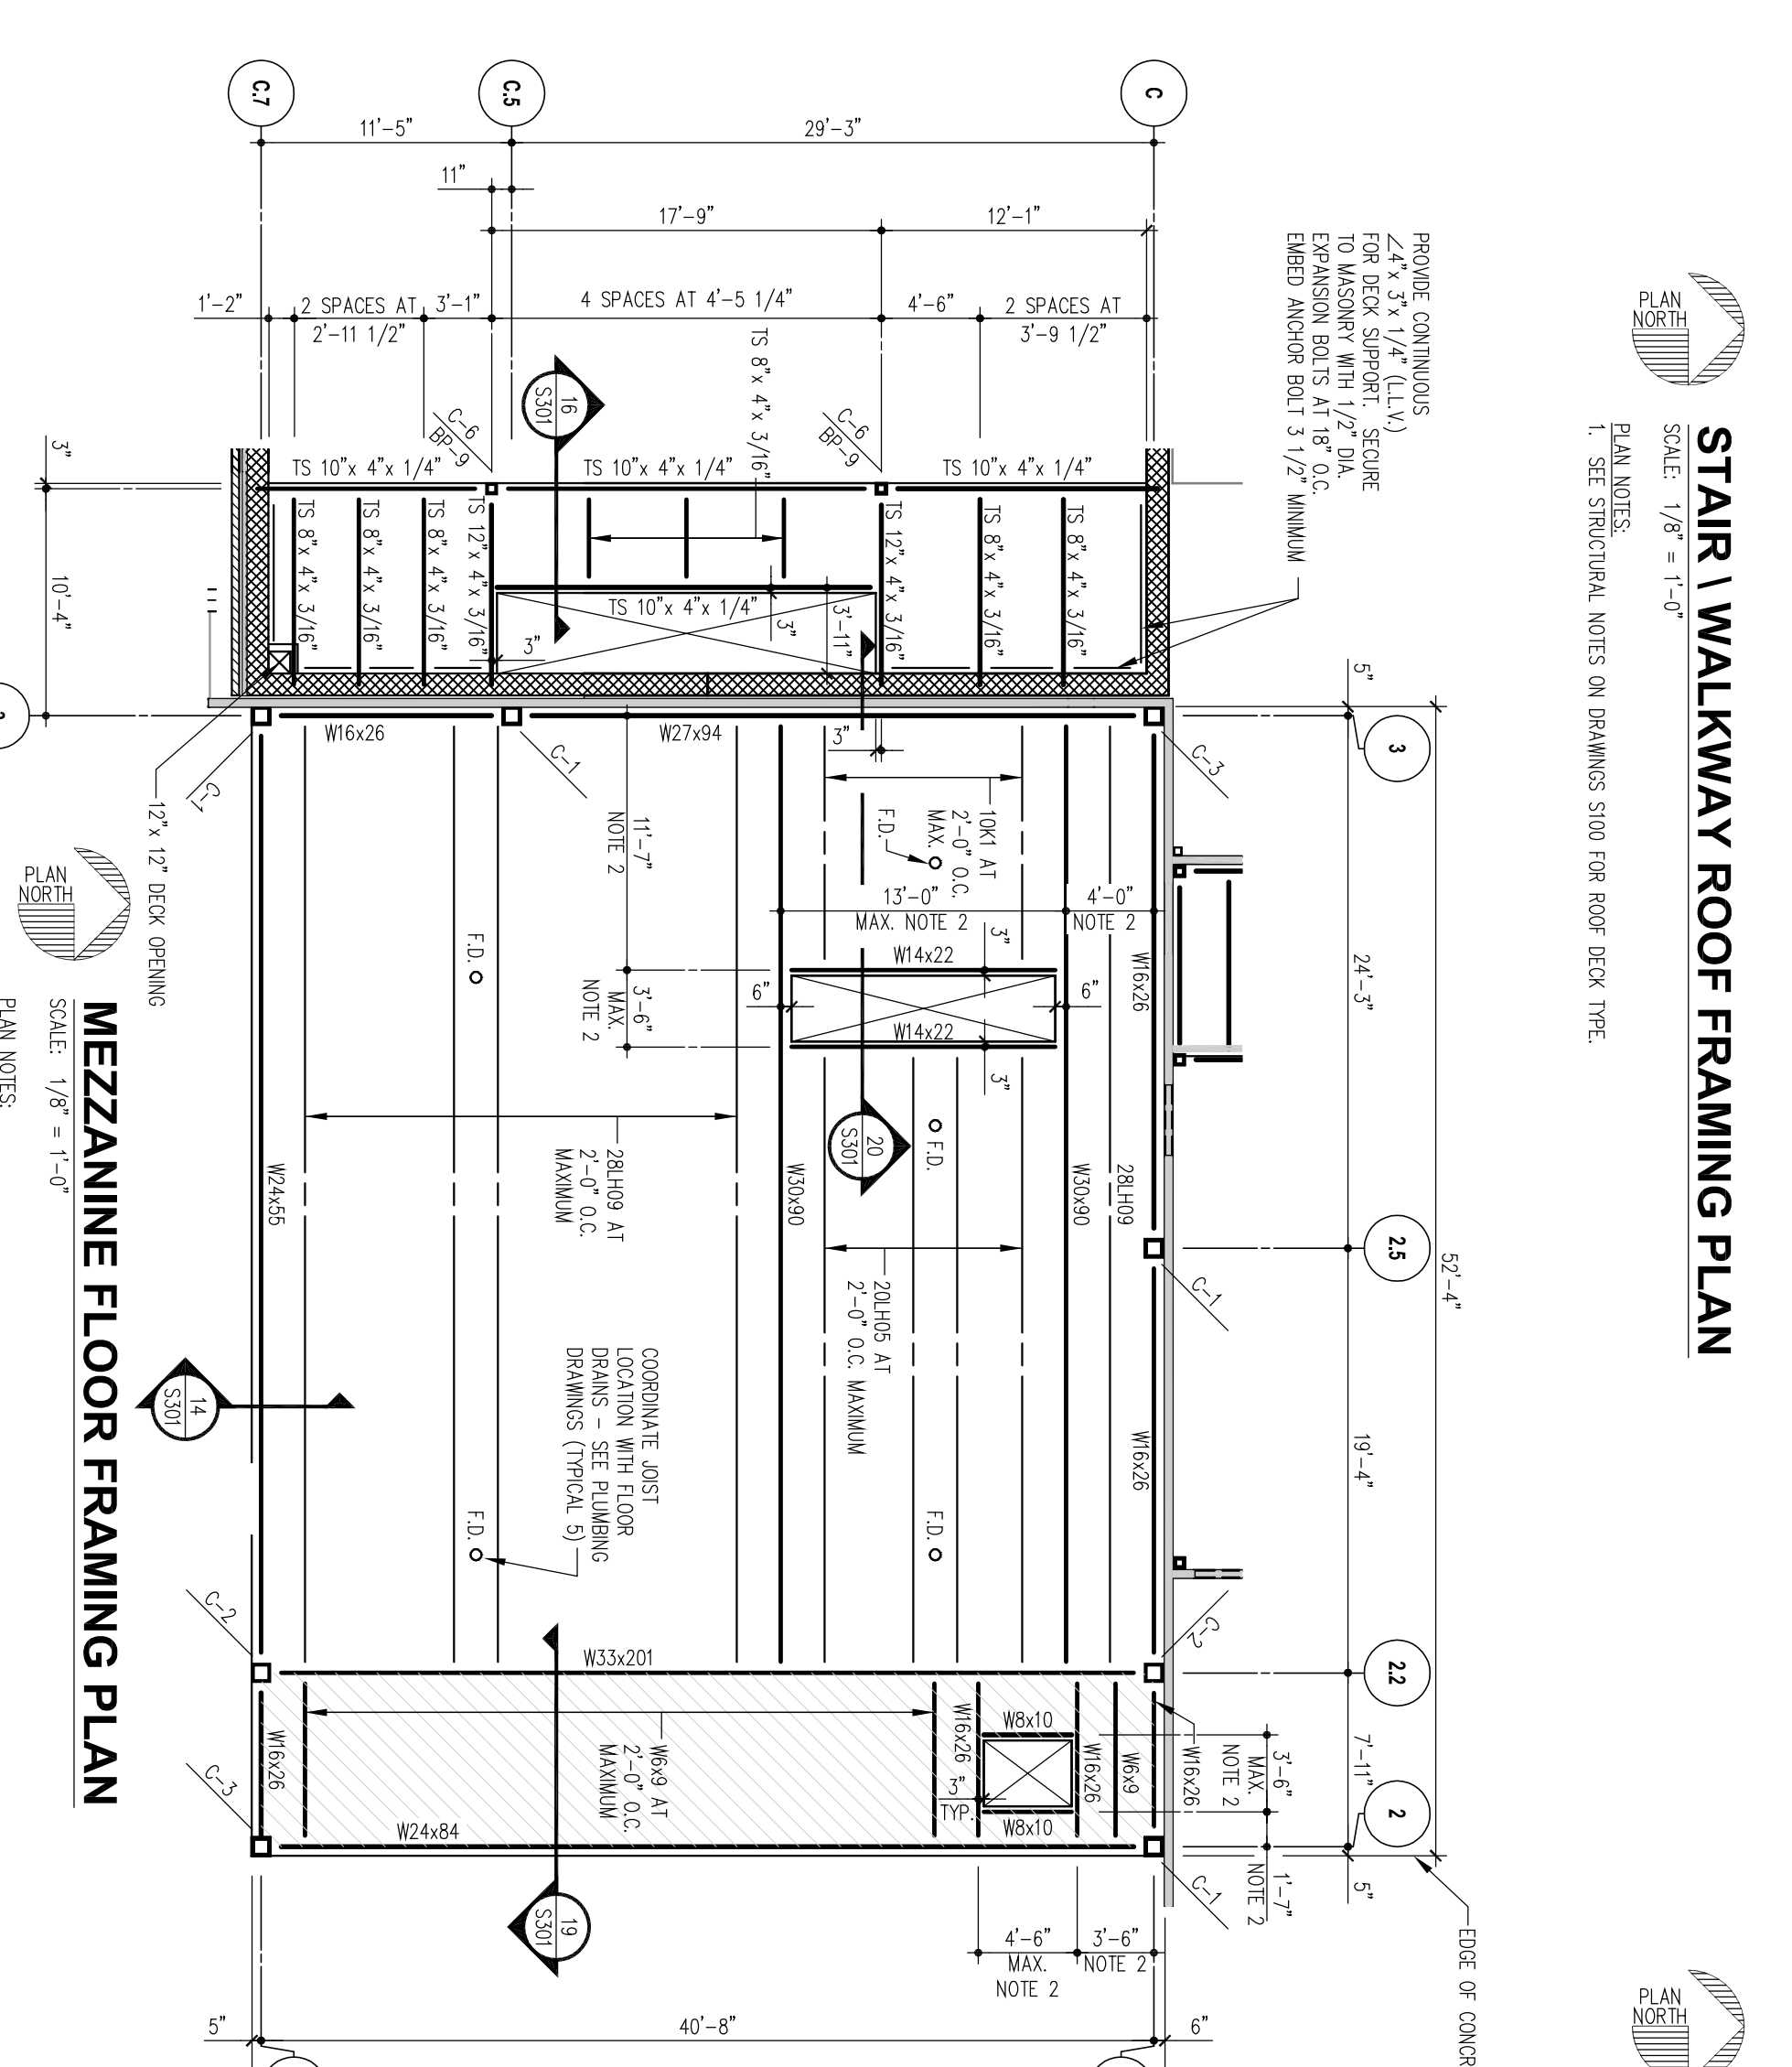 STAIR \ WALKWAY ROOF FRAMING PLAN
SCALE: 1/8" = 1'-0"
PLAN NOTES:
1. SEE STRUCTURAL NOTES ON DRAWINGS S100 FOR ROOF DECK TYPE.
PLAN
NORTH
PLAN
NORTH
PROVIDE CONTINUOUS
∠4" x 3"x 1/4" (L.L.V.)
FOR DECK SUPPORT. SECURE
TO MASONRY WITH 1/2" DIA.
EXPANSION BOLTS AT 18" O.C.
EMBED ANCHOR BOLT 3 1/2" MINIMUM
C.7
C.5
C
11'-5"
29'-3"
11"
17'-9"
12'-1"
1'-2"
2 SPACES AT
2'-11 1/2"
3'-1"
4 SPACES AT 4'-5 1/4"
4'-6"
2 SPACES AT
3'-9 1/2"
TS 8"x 4"x 3/16"
C-6
BP-9
C-6
BP-9
16
S301
TS 10"x 4"x 1/4"
TS 10"x 4"x 1/4"
TS 10"x 4"x 1/4"
TS 8"x 4"x 3/16"
TS 8"x 4"x 3/16"
TS 8"x 4"x 3/16"
TS 12"x 4"x 3/16"
TS 12"x 4"x 3/16"
TS 8"x 4"x 3/16"
TS 8"x 4"x 3/16"
TS 10"x 4"x 1/4"
3"
3'-11"
3"
3"
3"
10'-4"
5"
3
24'-3"
52'-4"
2.5
19'-4"
2.2
7'-11"
2
5"
W16x26
W27x94
C-1
C-1
C-3
12"x 12" DECK OPENING
11'-7"
NOTE 2
10K1 AT
2'-0" O.C.
MAX.
F.D.
13'-0"
MAX. NOTE 2
4'-0"
NOTE 2
3"
W14x22
W16x26
F.D.
6"
6"
3'-6"
MAX.
NOTE 2
W14x22
3"
28LH09 AT
2'-0" O.C.
MAXIMUM
20
S301
F.D.
W24x55
W30x90
W30x90
28LH09
20LH05 AT
2'-0" O.C. MAXIMUM
C-1
COORDINATE JOIST
LOCATION WITH FLOOR
DRAINS - SEE PLUMBING
DRAWINGS (TYPICAL 5)
14
S301
W16x26
F.D.
F.D.
C-2
C-2
W33x201
W16x26
C-3
W6x9 AT
2'-0" O.C.
MAXIMUM
W24x84
W16x26
W8x10
W16x26
W6x9
W16x26
3"
TYP.
W8x10
3'-6"
MAX.
NOTE 2
1'-7"
NOTE 2
C-1
19
S301
4'-6"
MAX.
NOTE 2
3'-6"
NOTE 2
EDGE OF CONCR
5"
40'-8"
6"
PLAN
NORTH
MEZZANINE FLOOR FRAMING PLAN
SCALE: 1/8" = 1'-0"
PLAN NOTES: